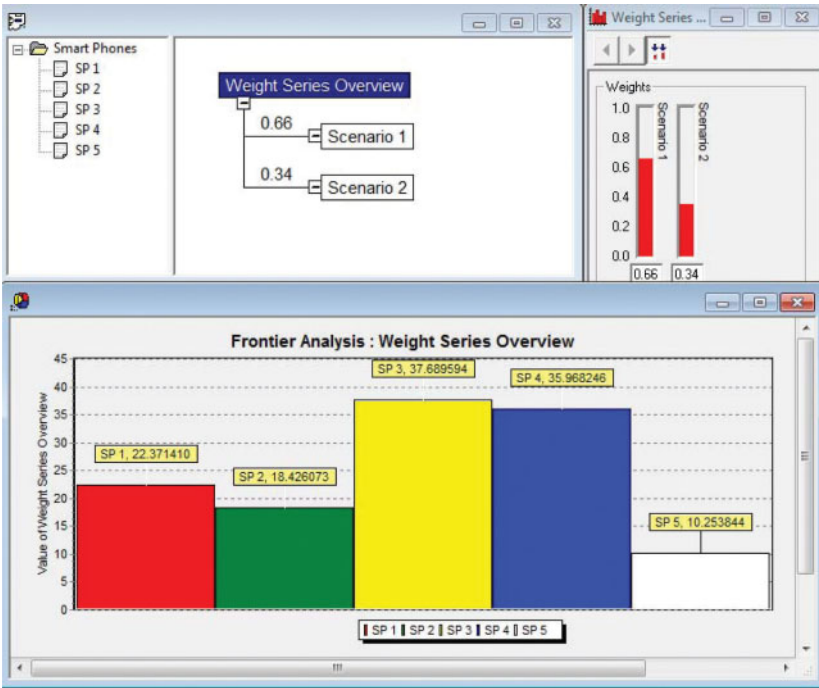 Smart Phones
SP 1
SP 2
SP 3
SP 4
SP 5
Weight Series Overview
0.66
Scenario 1
0.34
Scenario 2
Weight Series ...
Weights
1.0
0.8
0.6
0.4
0.2
0.0
Scenario 1
Scenario 2
0.66 0.34
Frontier Analysis : Weight Series Overview
Value of Weight Series Overview
45
40
35
30
25
20
15
10
5
0
SP 1, 22.371410
SP 2, 18.426073
SP 3, 37.689594
SP 4, 35.968246
SP 5, 10.253844
SP 1 SP 2 SP 3 SP 4 SP 5